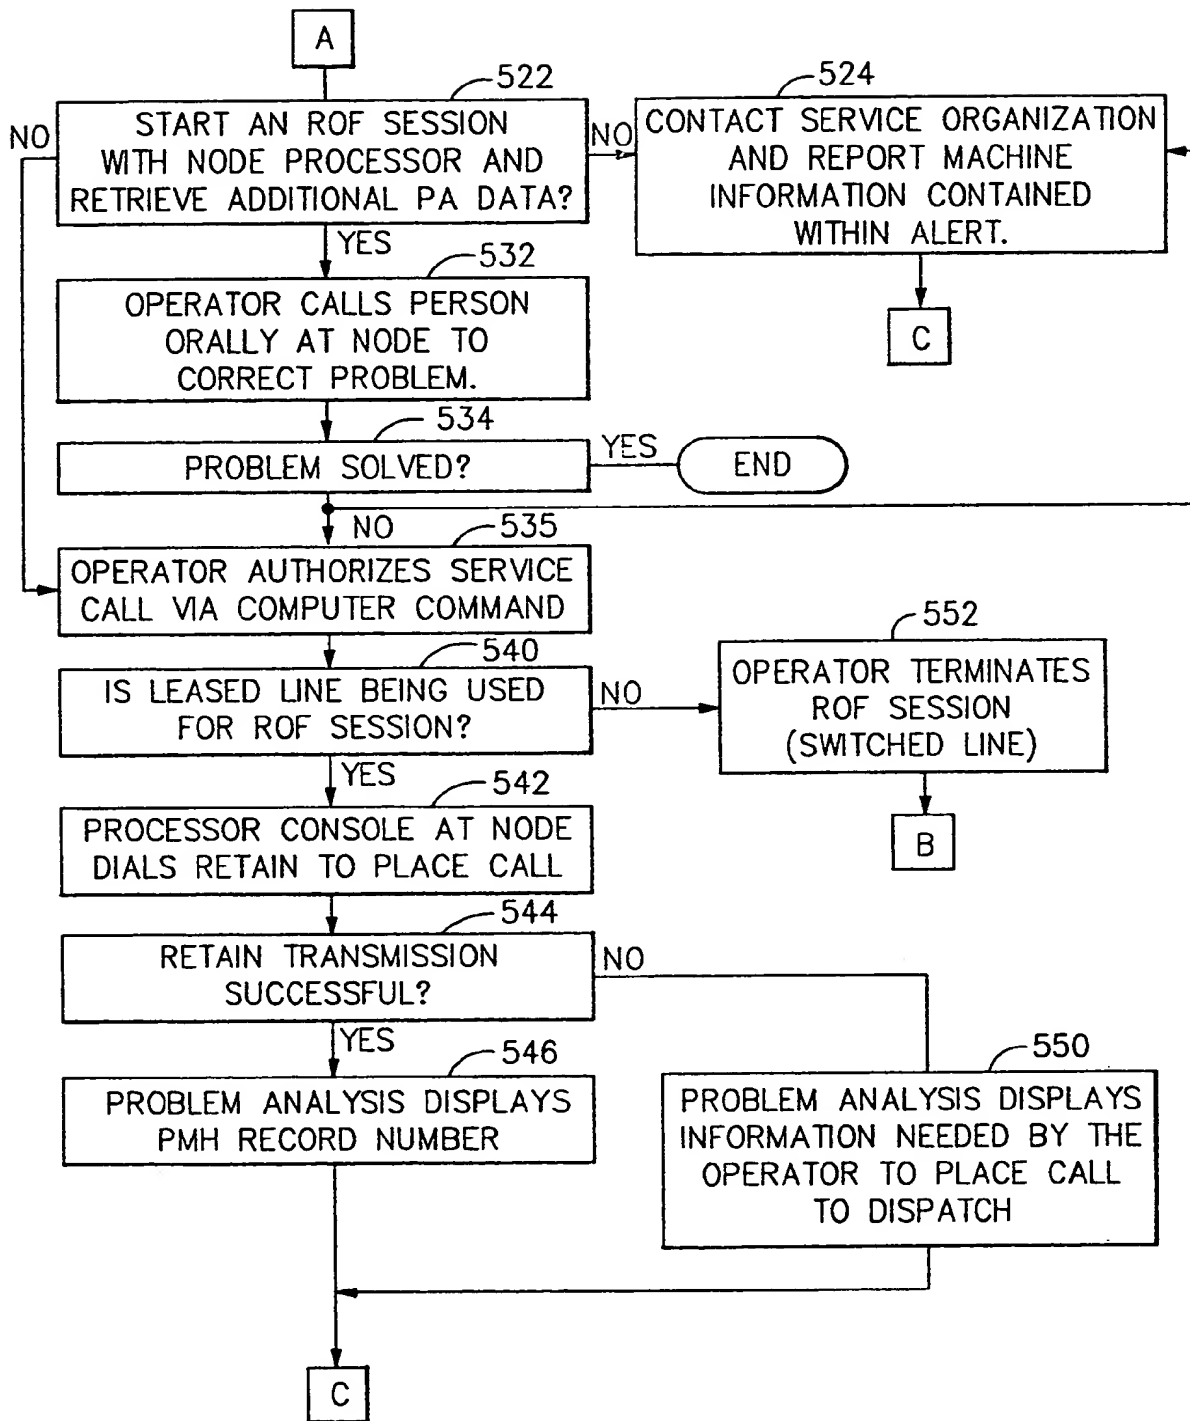 A
522
524
NO
START AN ROF SESSION
WITH NODE PROCESSOR AND
RETRIEVE ADDITIONAL PA DATA?
NO
CONTACT SERVICE ORGANIZATION
AND REPORT MACHINE
INFORMATION CONTAINED
WITHIN ALERT.
YES
532
OPERATOR CALLS PERSON
ORALLY AT NODE TO
CORRECT PROBLEM.
C
534
PROBLEM SOLVED?
YES
END
NO
535
OPERATOR AUTHORIZES SERVICE
CALL VIA COMPUTER COMMAND
540
552
IS LEASED LINE BEING USED
FOR ROF SESSION?
NO
OPERATOR TERMINATES
ROF SESSION
(SWITCHED LINE)
YES
542
PROCESSOR CONSOLE AT NODE
DIALS RETAIN TO PLACE CALL
B
544
RETAIN TRANSMISSION
SUCCESSFUL?
NO
YES
546
550
PROBLEM ANALYSIS DISPLAYS
PMH RECORD NUMBER
PROBLEM ANALYSIS DISPLAYS
INFORMATION NEEDED BY THE
OPERATOR TO PLACE CALL
TO DISPATCH
C